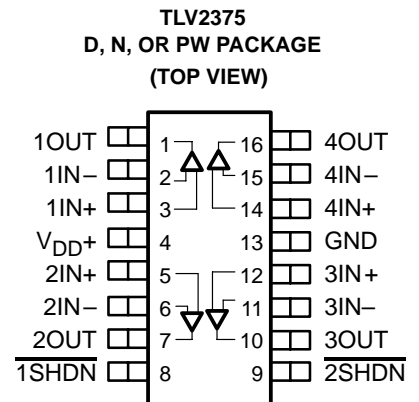 TLV2375
D, N, OR PW PACKAGE
(TOP VIEW)
1OUT 1 16 4OUT
1IN− 2 15 4IN−
1IN+ 3 14 4IN+
VDD+ 4 13 GND
2IN+ 5 12 3IN+
2IN− 6 11 3IN−
2OUT 7 10 3OUT
1SHDN 8 9 2SHDN